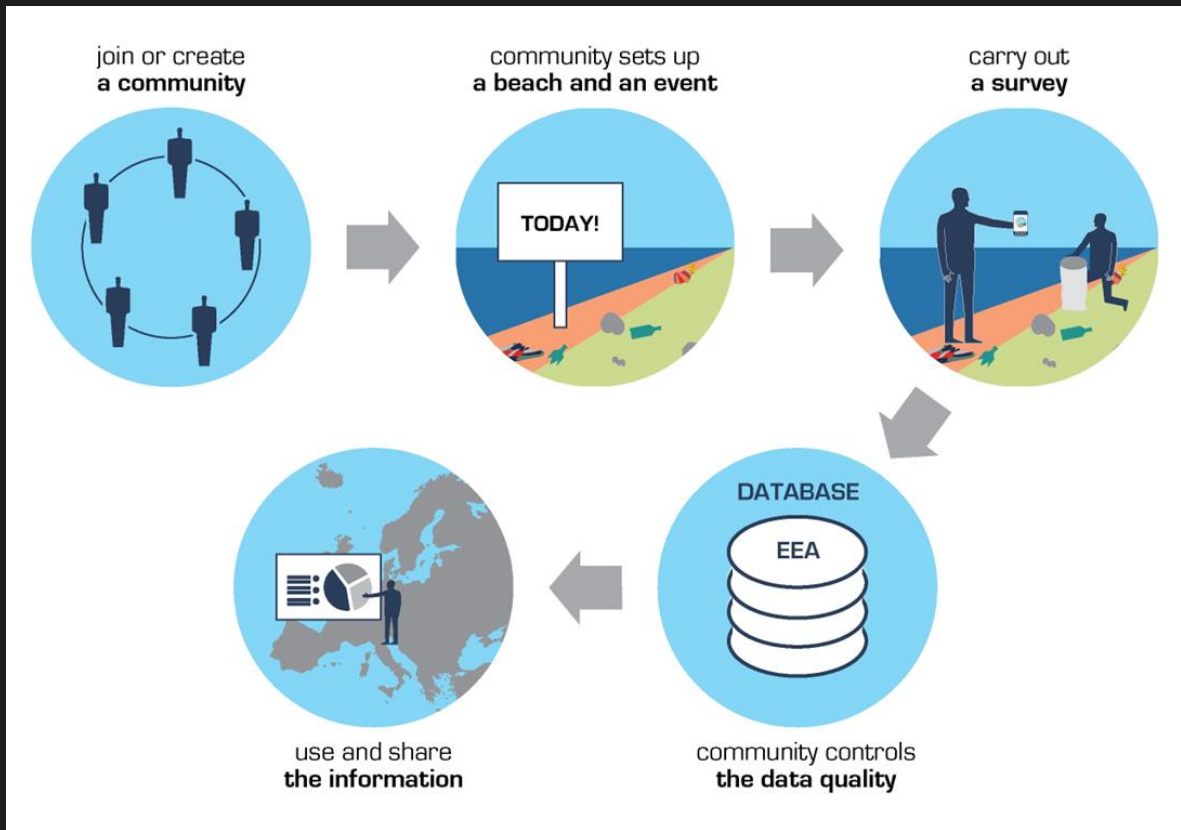 join or create
a community
community sets up
a beach and an event
carry out
a survey
TODAY!
DATABASE
EEA
use and share
the information
community controls
the data quality